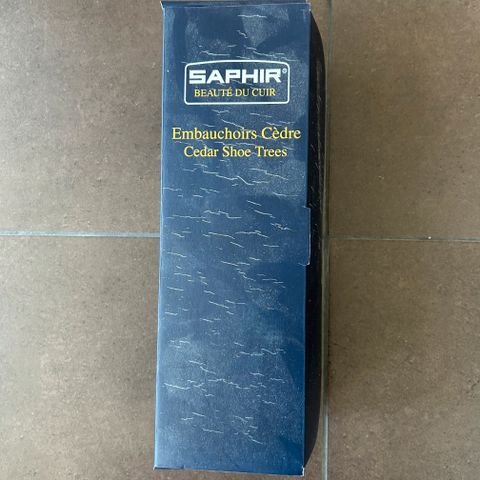 SAPHIR®
BEAUTÉ DU CUIR
Embauchoirs Cèdre
Cedar Shoe Trees